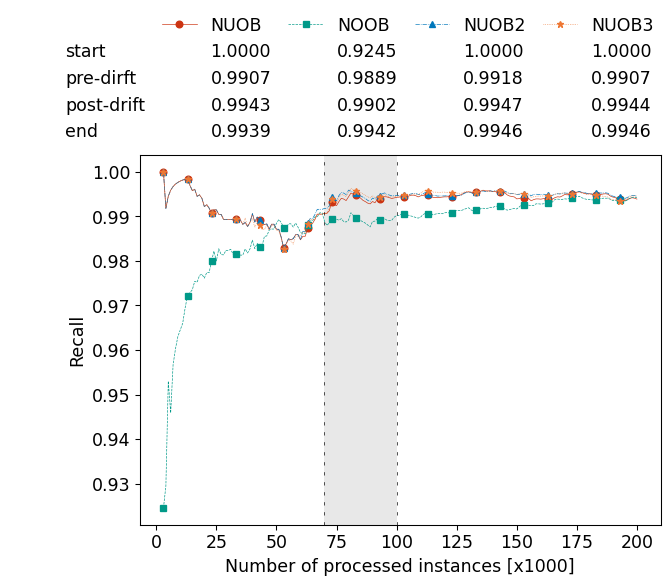 NUOB NOOB NUOB2 NUOB3
start 1.0000 0.9245 1.0000 1.0000
pre-dirft 0.9907 0.9889 0.9918 0.9907
post-drift 0.9943 0.9902 0.9947 0.9944
end 0.9939 0.9942 0.9946 0.9946
1.00
0.99
0.98
0.97
0.96
0.95
0.94
0.93
Recall
0 25 50 75 100 125 150 175 200
Number of processed instances [x1000]